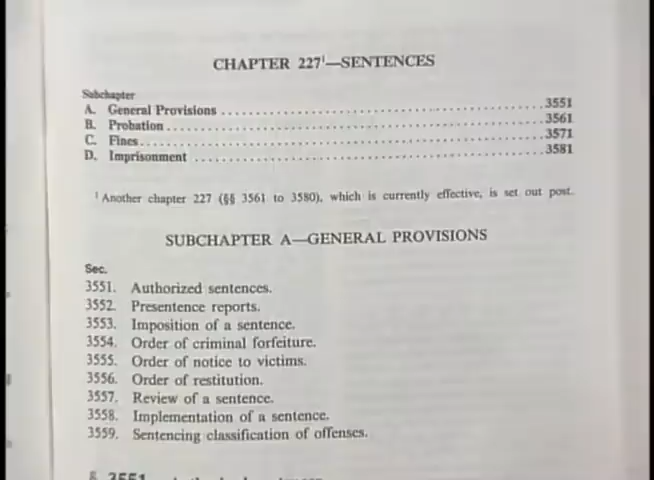 CHAPTER 227¹—SENTENCES
Subchapter
A. General Provisions ................................................ 3551
B. Probation ........................................................ 3561
C. Fines ............................................................ 3571
D. Imprisonment ..................................................... 3581
¹ Another chapter 227 (§§ 3561 to 3580), which is currently effective, is set out post.
SUBCHAPTER A—GENERAL PROVISIONS
Sec.
3551. Authorized sentences.
3552. Presentence reports.
3553. Imposition of a sentence.
3554. Order of criminal forfeiture.
3555. Order of notice to victims.
3556. Order of restitution.
3557. Review of a sentence.
3558. Implementation of a sentence.
3559. Sentencing classification of offenses.
§ 3551